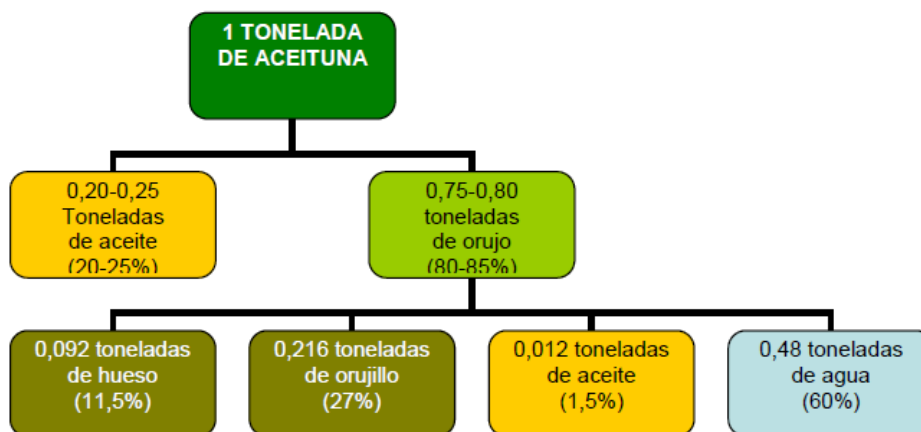 1 TONELADA
DE ACEITUNA
0,20-0,25
Toneladas
de aceite
(20-25%)
0,75-0,80
toneladas
de orujo
(80-85%)
0,092 toneladas
de hueso
(11,5%)
0,216 toneladas
de orujillo
(27%)
0,012 toneladas
de aceite
(1,5%)
0,48 toneladas
de agua
(60%)